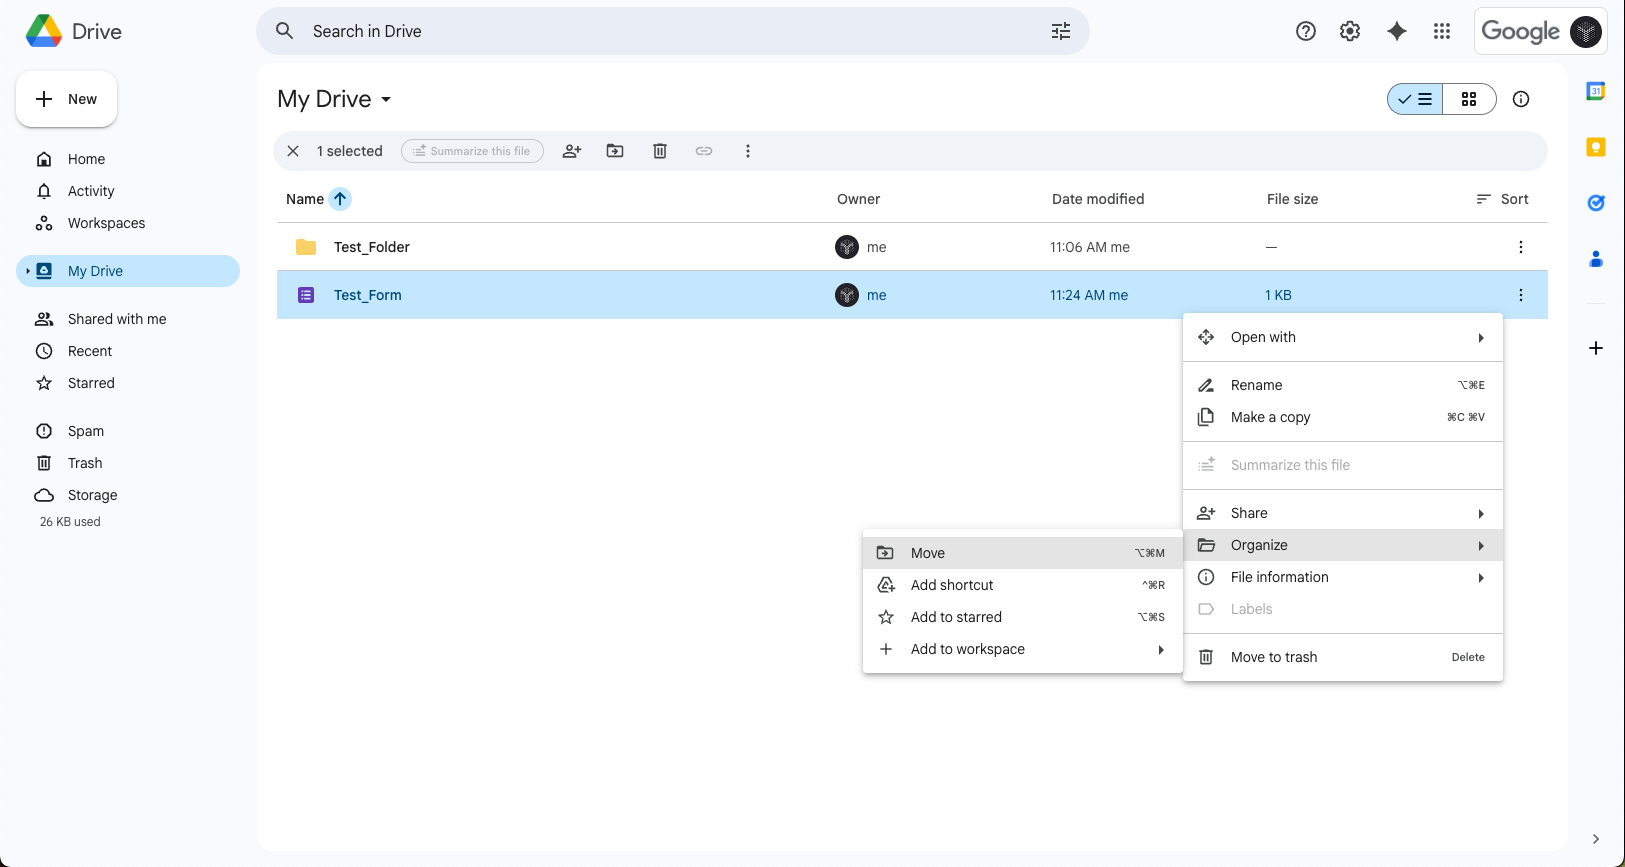 Drive
Search in Drive
Google
New
My Drive
1 selected
Summarize this file
Home
Activity
Workspaces
My Drive
Shared with me
Recent
Starred
Spam
Trash
Storage
26 KB used
Name Owner Date modified File size Sort
Test_Folder me 11:06 AM me —
Test_Form me 11:24 AM me 1 KB
Open with
Rename ⌥⌘E
Make a copy ⌘C ⌘V
Summarize this file
Share
Organize
File information
Labels
Move to trash Delete
Move ⌥⌘M
Add shortcut ^⌘R
Add to starred ⌥⌘S
Add to workspace
31